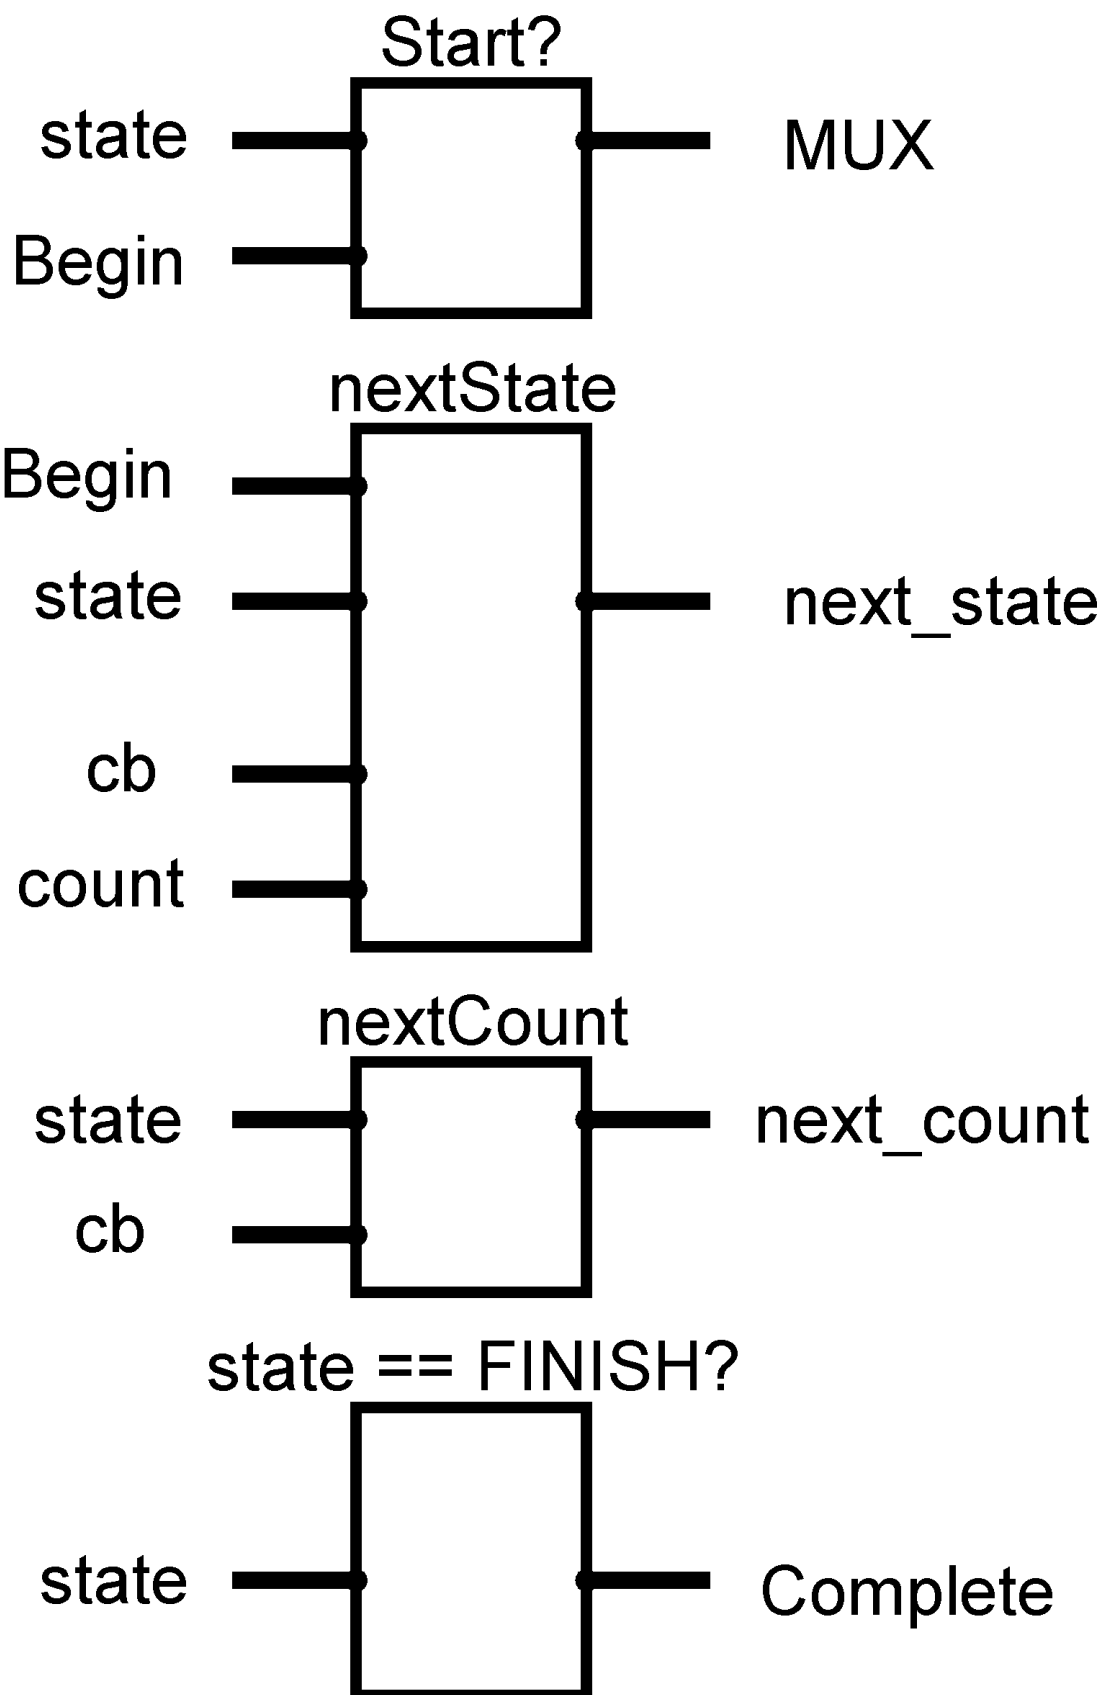 Start?
state
MUX
Begin
nextState
Begin
state
next_state
cb
count
nextCount
state
next_count
cb
state == FINISH?
state
Complete